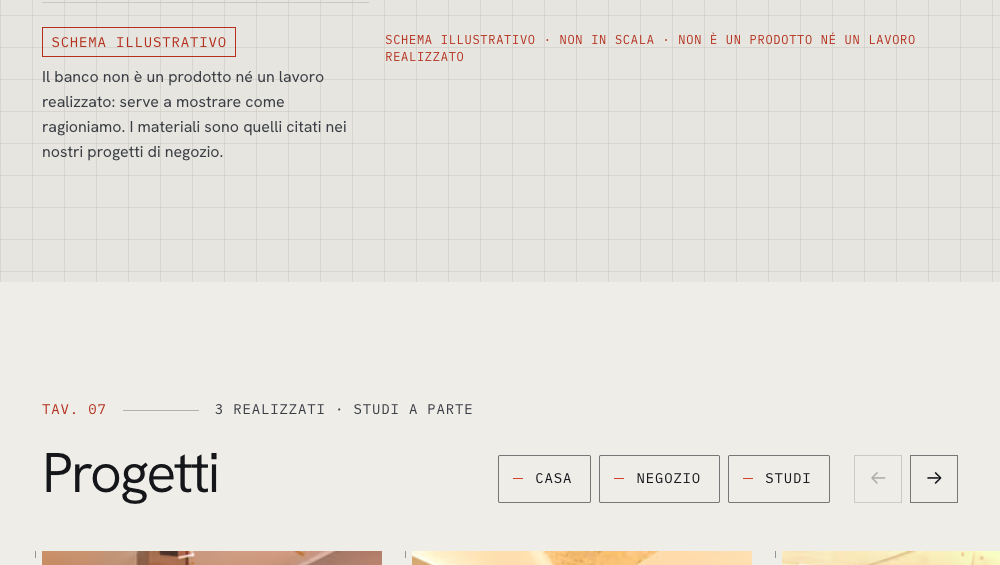 SCHEMA ILLUSTRATIVO
Il banco non è un prodotto né un lavoro
realizzato: serve a mostrare come
ragioniamo. I materiali sono quelli citati nei
nostri progetti di negozio.
SCHEMA ILLUSTRATIVO · NON IN SCALA · NON È UN PRODOTTO NÉ UN LAVORO
REALIZZATO
TAV. 07
3 REALIZZATI · STUDI A PARTE
Progetti
CASA
NEGOZIO
STUDI